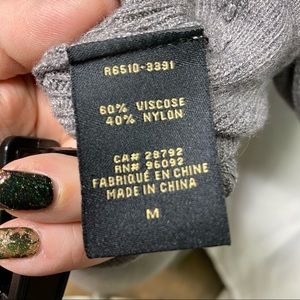 R6510-3391
60% VISCOSE
40% NYLON
CA# 28792
RN# 96092
FABRIQUÉ EN CHINE
MADE IN CHINA
M